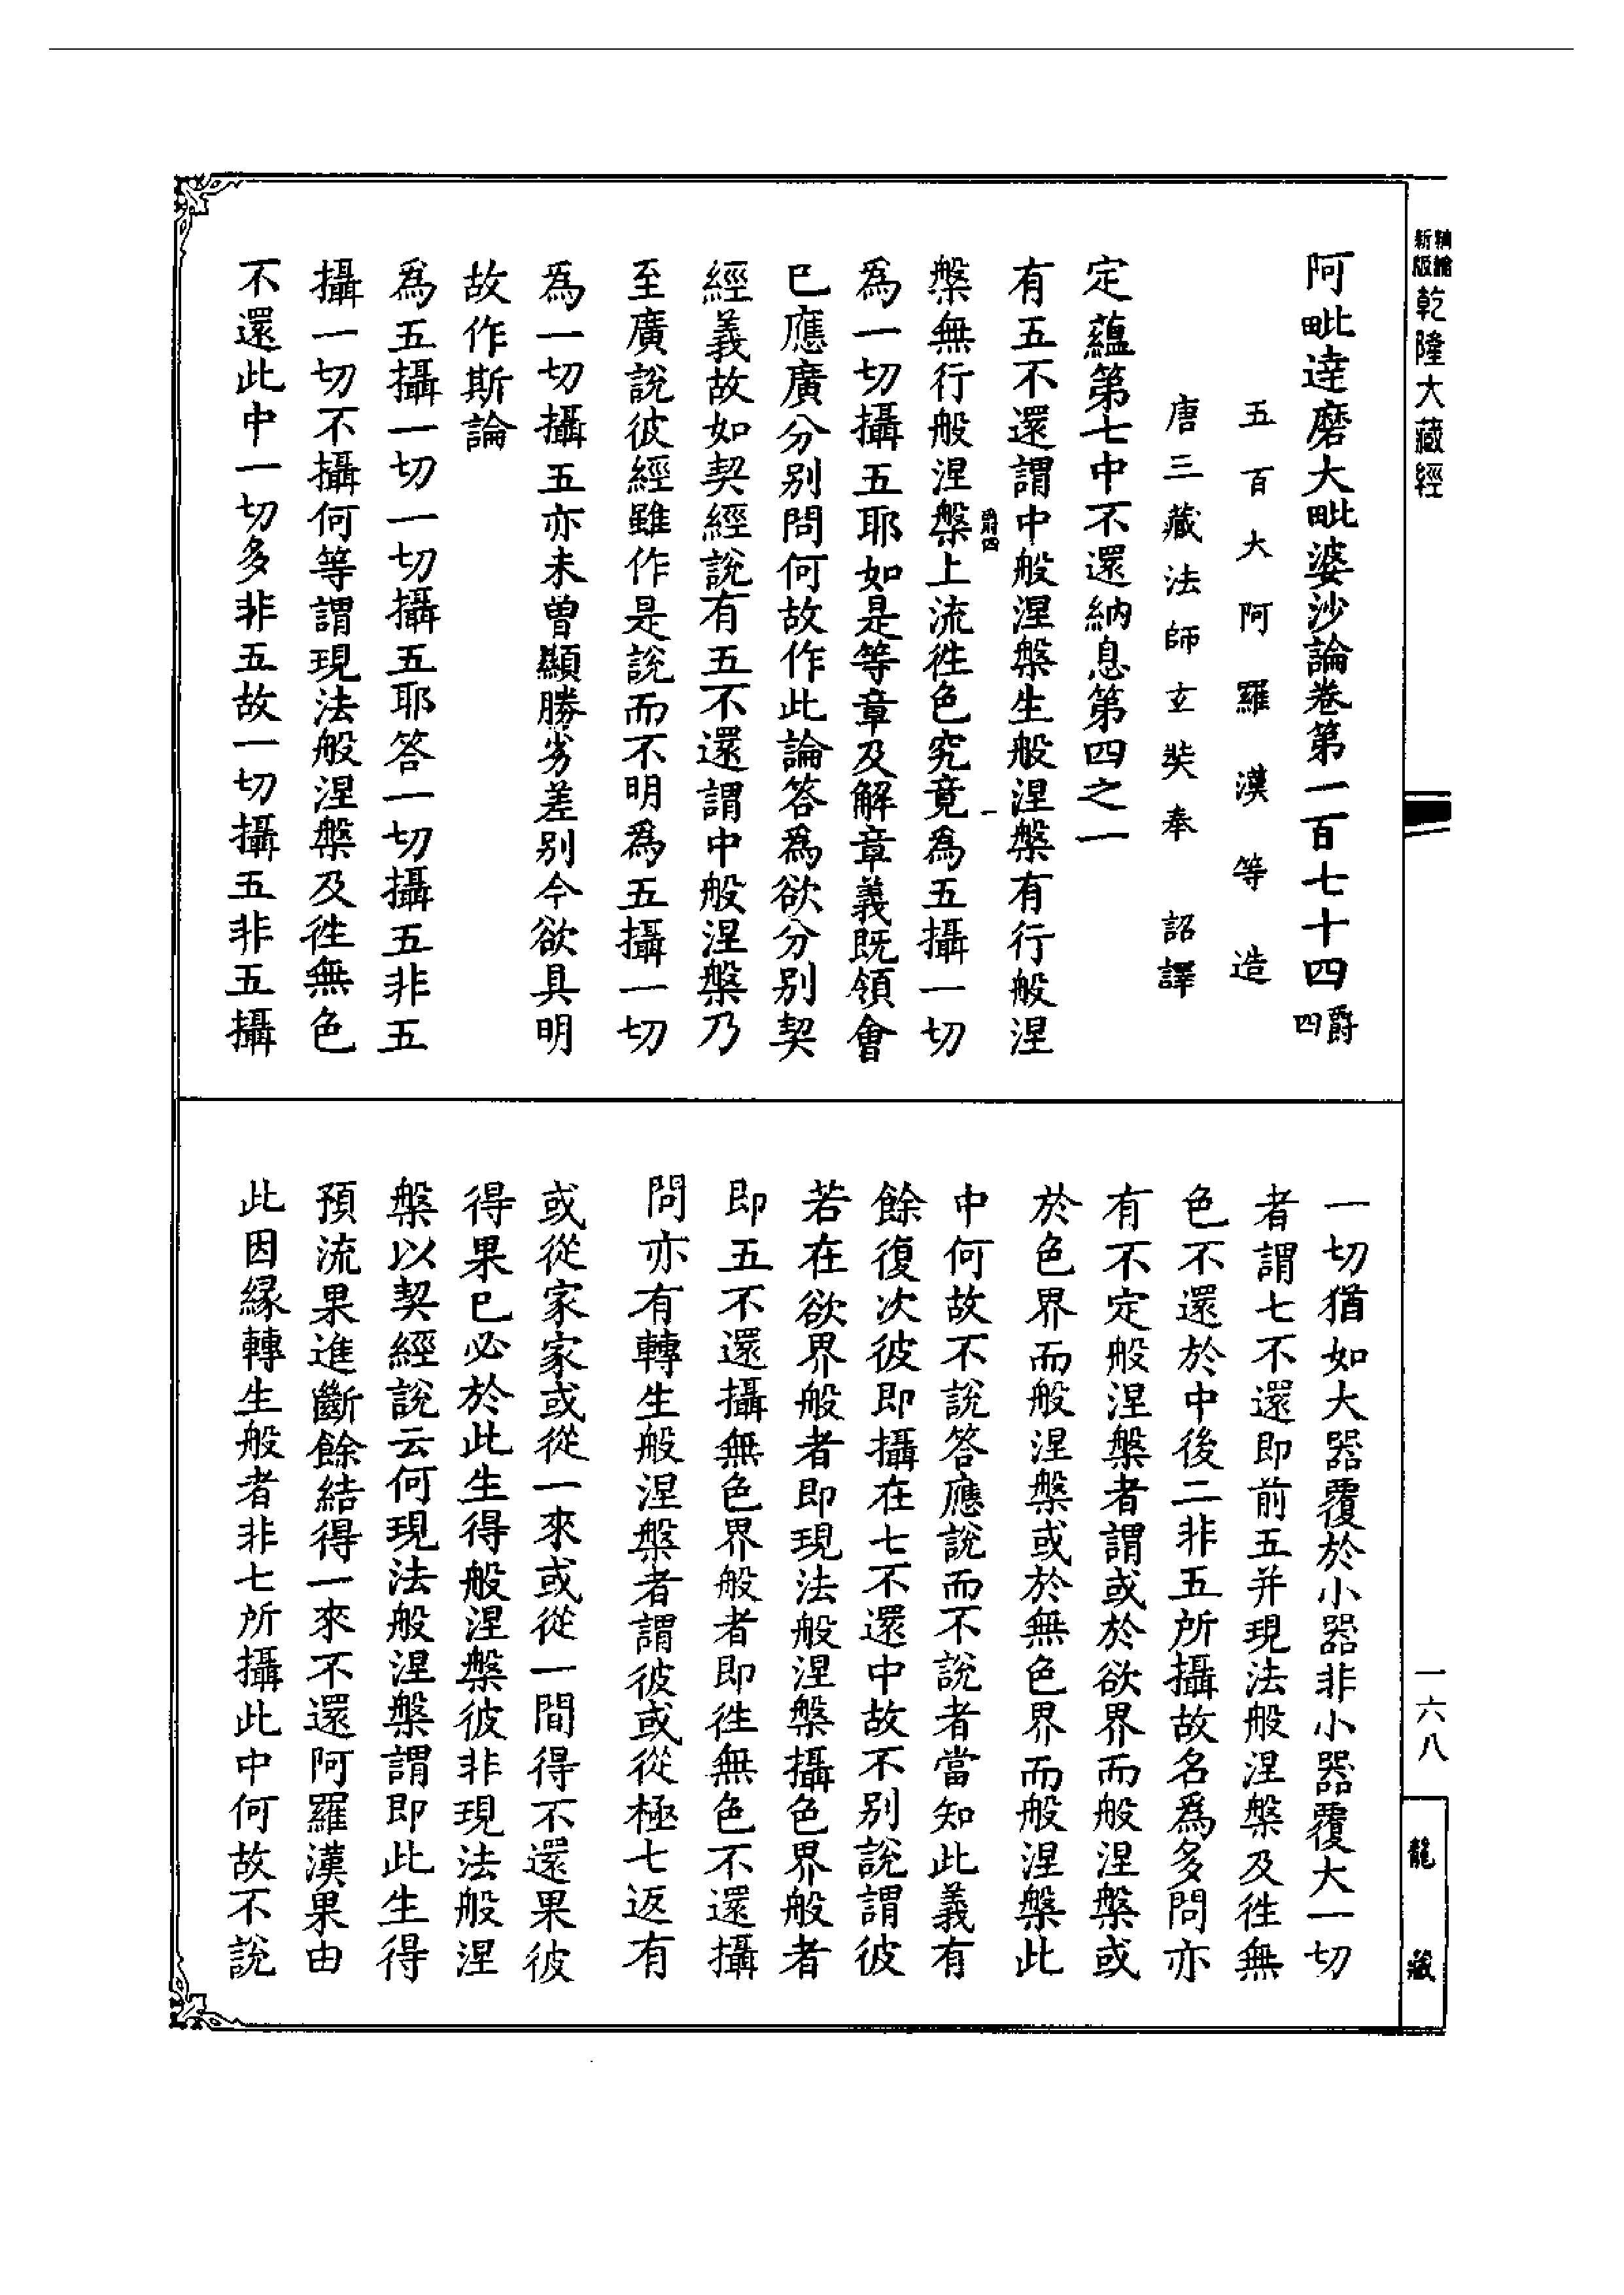 新版
精繪
乾隆大藏經
阿毗達磨大毗婆沙論卷第一百七十四 爵四
五百大阿羅漢等造
唐三藏法師玄奘奉 詔譯
定蘊第七中不還納息第四之一
有五不還謂中般涅槃生般涅槃有行般涅
爵四 一
槃無行般涅槃上流徃色究竟為五攝一切
為一切攝五耶如是等章及解章義既領會
已應廣分別問何故作此論答為欲分別契
經義故如契經說有五不還謂中般涅槃乃
至廣說彼經雖作是說而不明為五攝一切
為一切攝五亦未曽顯勝劣差別今欲具明
故作斯論
為五攝一切一切攝五耶答一切攝五非五
攝一切不攝何等謂現法般涅槃及徃無色
不還此中一切多非五故一切攝五非五攝
一切猶如大器覆於小器非小器覆大一切
者謂七不還即前五并現法般涅槃及徃無
色不還於中後二非五所攝故名為多問亦
有不定般涅槃者謂或於欲界而般涅槃或
於色界而般涅槃或於無色界而般涅槃此
中何故不說答應說而不說者當知此義有
餘復次彼即攝在七不還中故不別說謂彼
若在欲界般者即現法般涅槃攝色界般者
即五不還攝無色界般者即徃無色不還攝
問亦有轉生般涅槃者謂彼或從極七返有
或從家家或從一來或從一間得不還果彼
得果已必於此生得般涅槃彼非現法般涅
槃以契經說云何現法般涅槃謂即此生得
預流果進斷餘結得一來不還阿羅漢果由
此因緣轉生般者非七所攝此中何故不說
一六八
龍藏